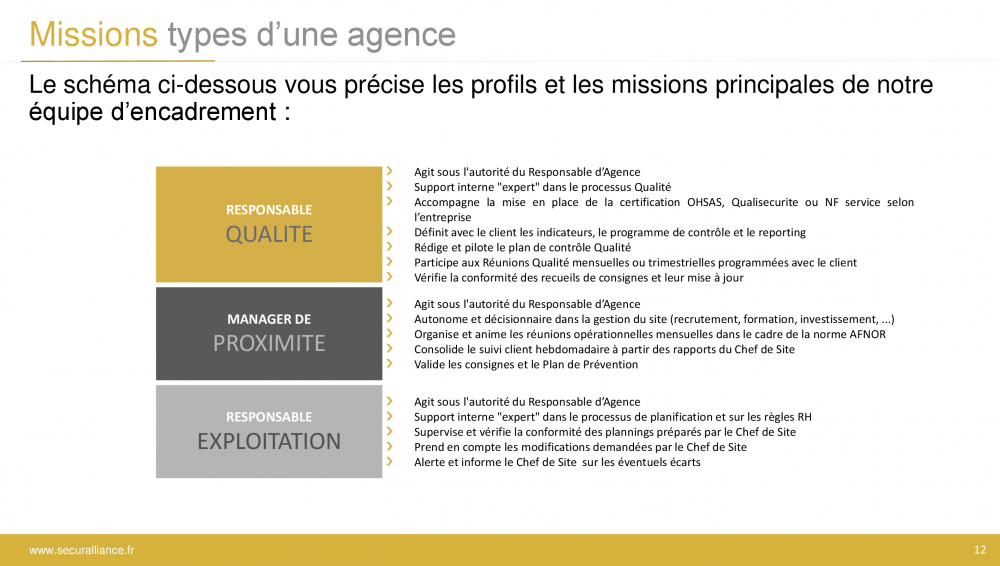 Missions types d’une agence
Le schéma ci-dessous vous précise les profils et les missions principales de notre
équipe d’encadrement :
RESPONSABLE
QUALITE
› Agit sous l'autorité du Responsable d’Agence
› Support interne "expert" dans le processus Qualité
› Accompagne la mise en place de la certification OHSAS, Qualisecurite ou NF service selon
l’entreprise
› Définit avec le client les indicateurs, le programme de contrôle et le reporting
› Rédige et pilote le plan de contrôle Qualité
› Participe aux Réunions Qualité mensuelles ou trimestrielles programmées avec le client
› Vérifie la conformité des recueils de consignes et leur mise à jour
MANAGER DE
PROXIMITE
› Agit sous l'autorité du Responsable d’Agence
› Autonome et décisionnaire dans la gestion du site (recrutement, formation, investissement, ...)
› Organise et anime les réunions opérationnelles mensuelles dans le cadre de la norme AFNOR
› Consolide le suivi client hebdomadaire à partir des rapports du Chef de Site
› Valide les consignes et le Plan de Prévention
RESPONSABLE
EXPLOITATION
› Agit sous l'autorité du Responsable d’Agence
› Support interne "expert" dans le processus de planification et sur les règles RH
› Supervise et vérifie la conformité des plannings préparés par le Chef de Site
› Prend en compte les modifications demandées par le Chef de Site
› Alerte et informe le Chef de Site sur les éventuels écarts
www.securalliance.fr
12